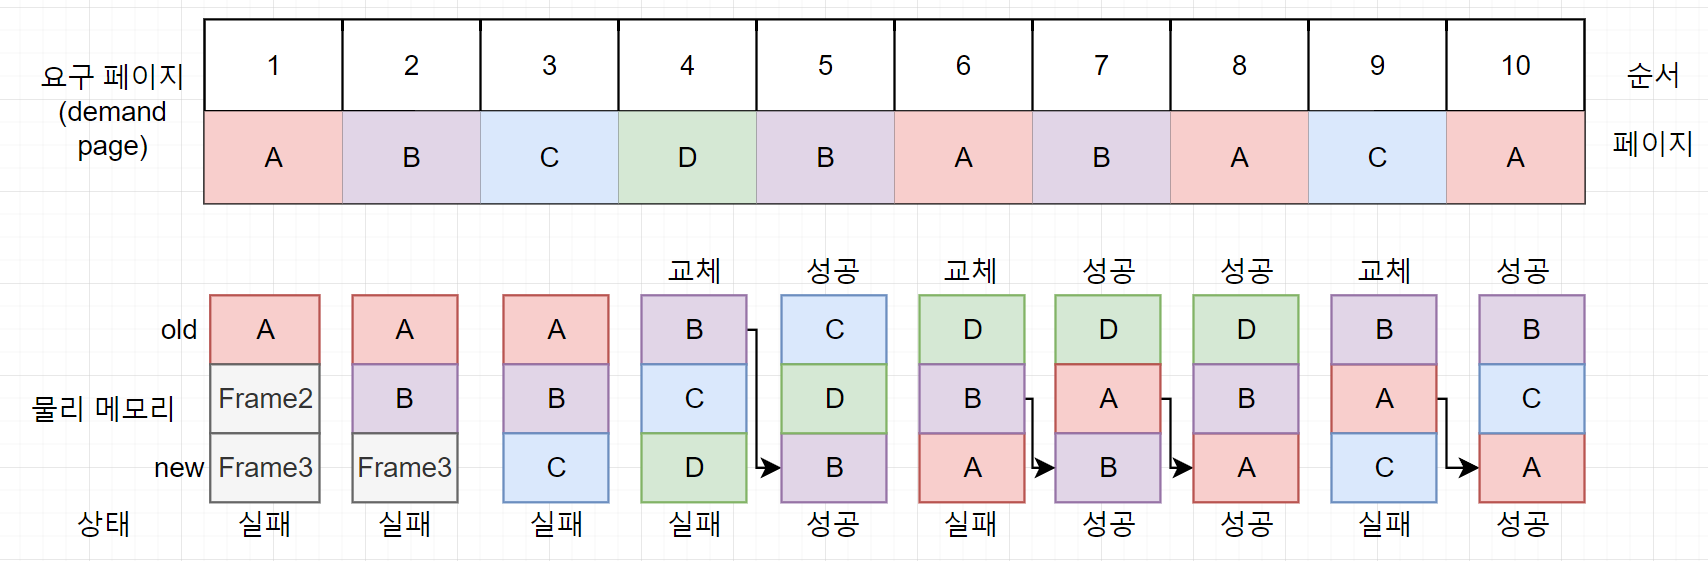 요구 페이지
(demand
page)
1 2 3 4 5 6 7 8 9 10
순서
A B C D B A B A C A
페이지
교체 성공 교체 성공 성공 교체 성공
old A A A B C D D D B B
물리 메모리 Frame2 B B C D B A B A C
new Frame3 Frame3 C D B A B A C A
상태 실패 실패 실패 실패 성공 실패 성공 성공 실패 성공